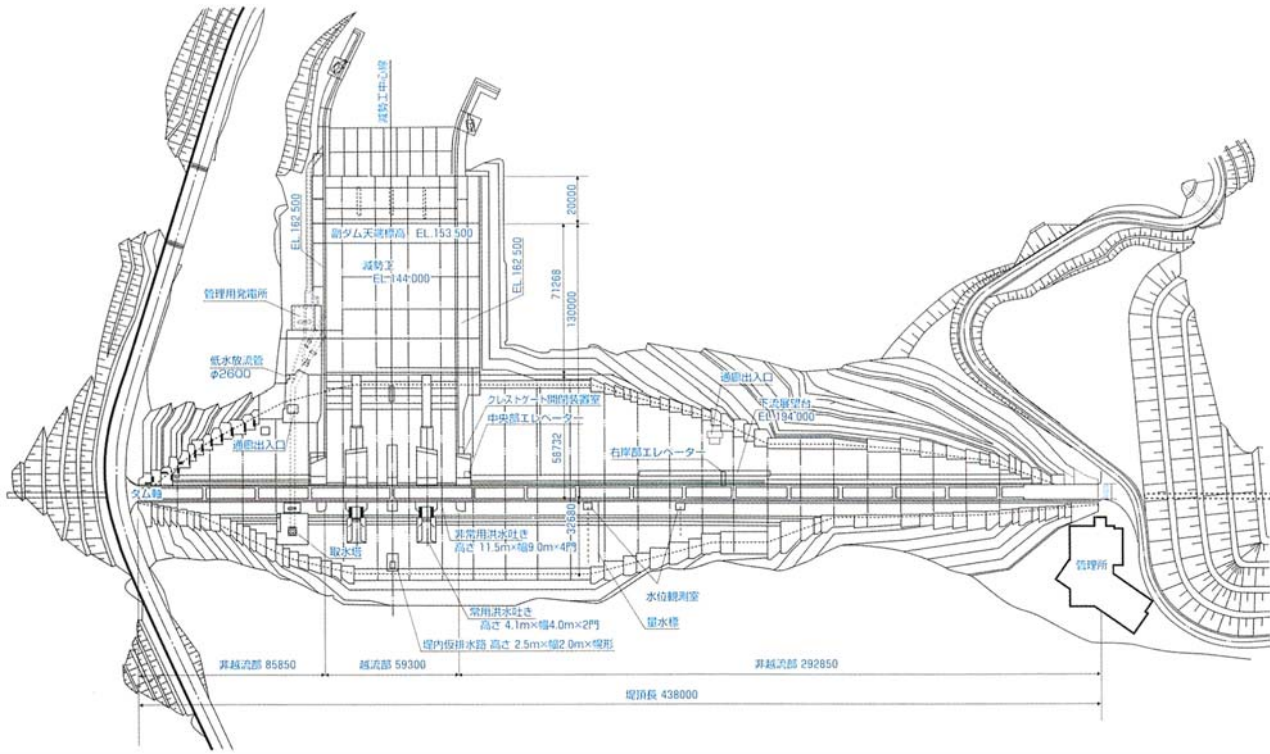 減勢工中心線
EL.162.500
副ダム天端標高 EL.153.500
減勢工
EL.144.000
EL.162.500
20000
71268
130000
管理用発電所
低水放流管
φ2600
通廊出入口
クレストゲート開閉装置室
中央部エレベーター
58732
通廊出入口
下流展望台
EL.194.000
右岸部エレベーター
ダム軸
取水塔
非常用洪水吐き
高さ 11.5m×幅9.0m×4門
32680
常用洪水吐き
高さ 4.1m×幅4.0m×2門
堤内仮排水路 高さ 2.5m×幅2.0m×幌形
水位観測室
量水標
管理所
非越流部 85850
越流部 59300
非越流部 292850
堤頂長 438000